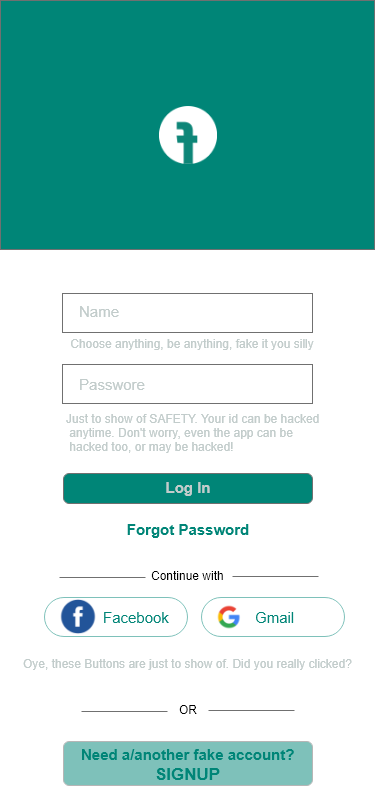 Name
Choose anything, be anything, fake it you silly
Passwore
Just to show of SAFETY. Your id can be hacked
anytime. Don't worry, even the app can be
hacked too, or may be hacked!
Log In
Forgot Password
Continue with
Facebook
Gmail
Oye, these Buttons are just to show of. Did you really clicked?
OR
Need a/another fake account?
SIGNUP